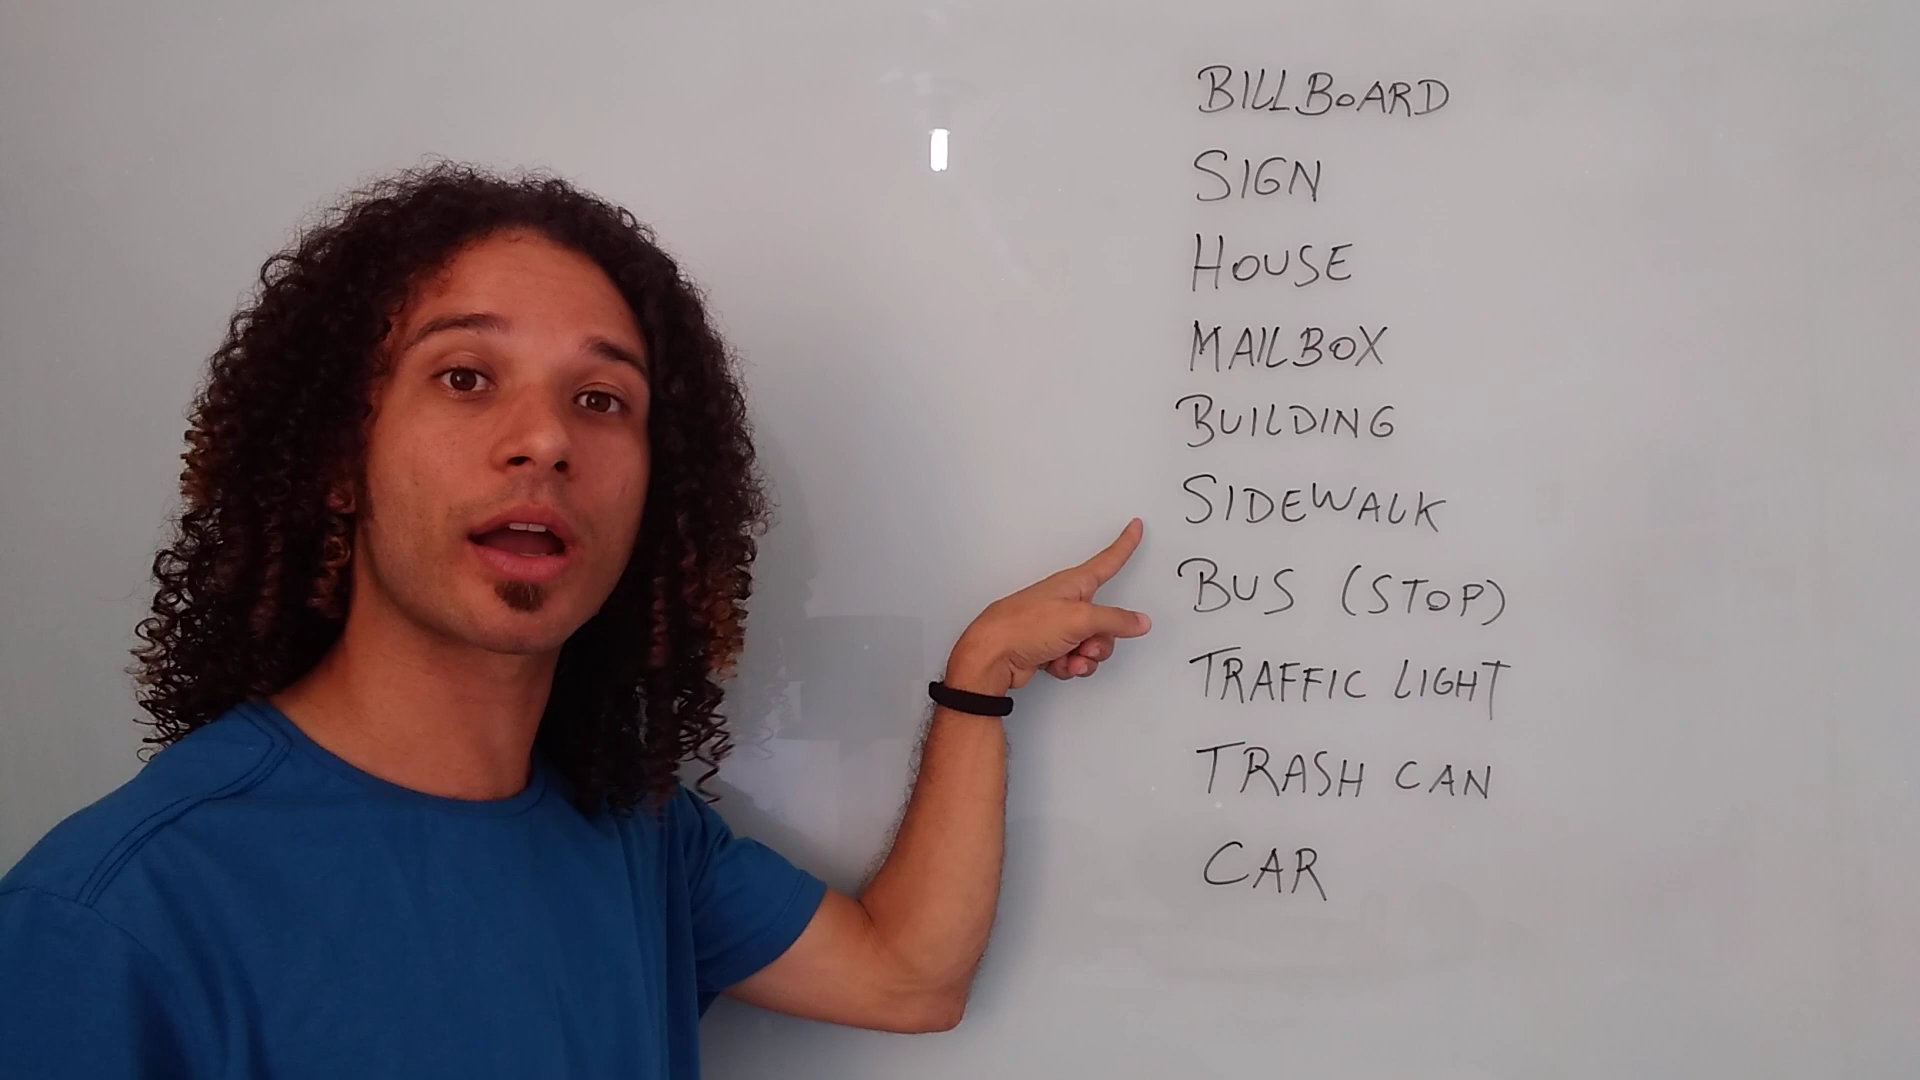 BILLBOARD
SIGN
HOUSE
MAILBOX
BUILDING
SIDEWALK
BUS (STOP)
TRAFFIC LIGHT
TRASH CAN
CAR